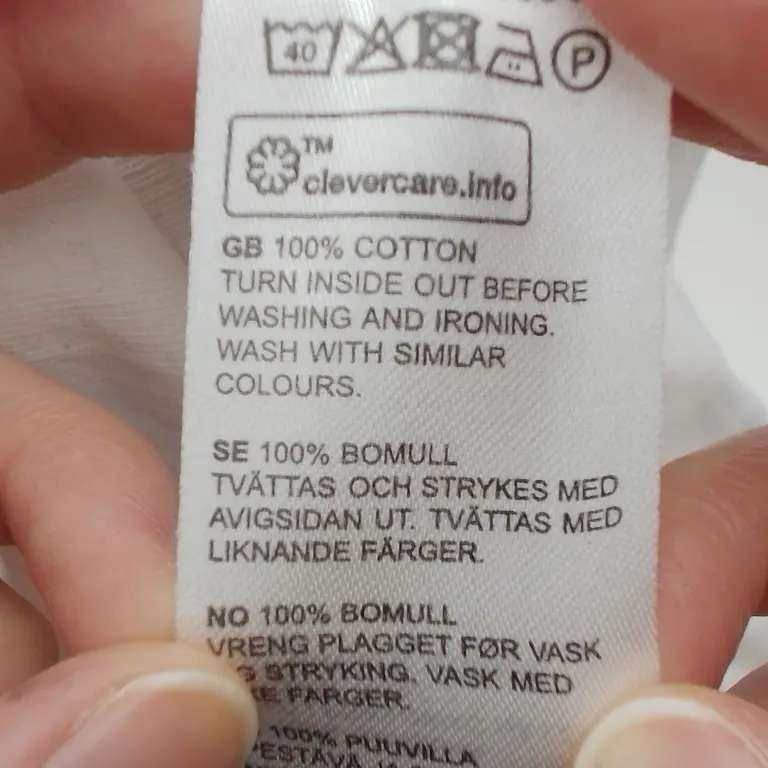 40 P
TM
clevercare.info
GB 100% COTTON
TURN INSIDE OUT BEFORE
WASHING AND IRONING.
WASH WITH SIMILAR
COLOURS.
SE 100% BOMULL
TVÄTTAS OCH STRYKES MED
AVIGSIDAN UT. TVÄTTAS MED
LIKNANDE FÄRGER.
NO 100% BOMULL
VRENG PLAGGET FØR VASK
STRYKING. VASK MED
FARGER.
100% PUUVILLA